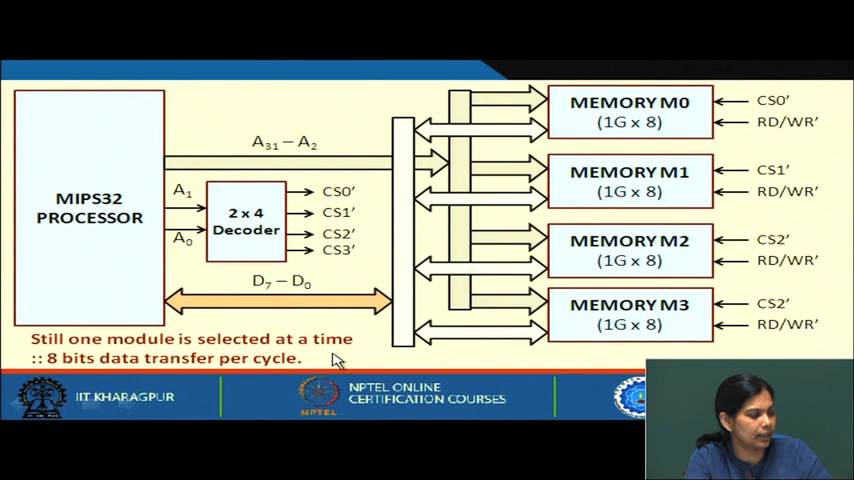 MIPS32
PROCESSOR
A31 – A2
A1
A0
2 x 4
Decoder
CS0'
CS1'
CS2'
CS3'
D7 – D0
MEMORY M0
(1G x 8)
CS0'
RD/WR'
MEMORY M1
(1G x 8)
CS1'
RD/WR'
MEMORY M2
(1G x 8)
CS2'
RD/WR'
MEMORY M3
(1G x 8)
CS2'
RD/WR'
Still one module is selected at a time
:: 8 bits data transfer per cycle.
IIT KHARAGPUR
NPTEL
NPTEL ONLINE
CERTIFICATION COURSES